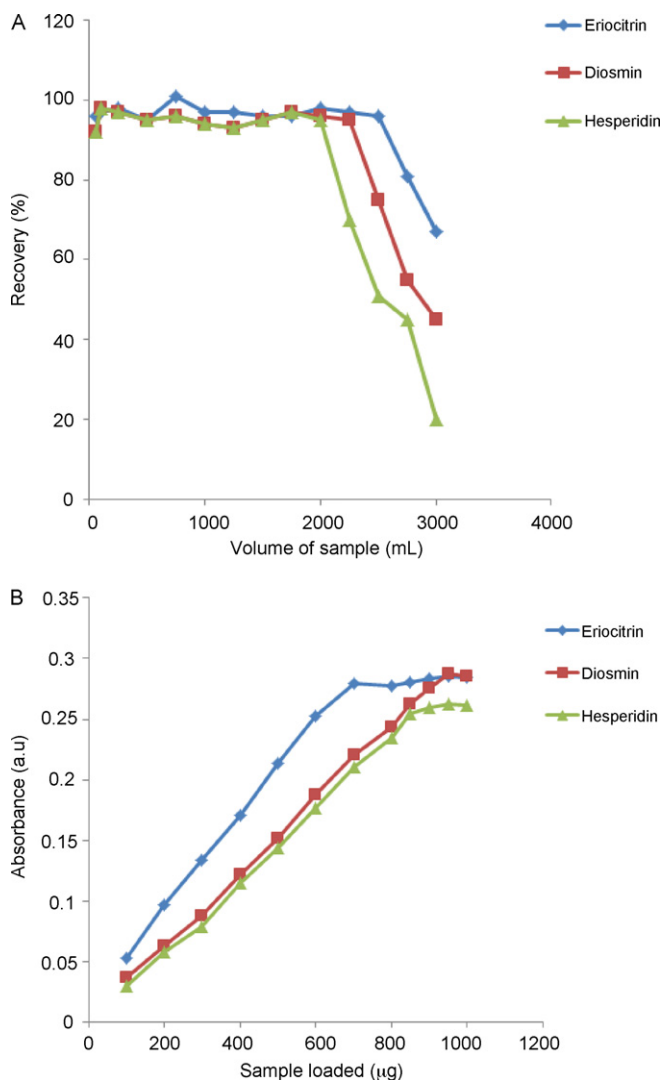 A
120
100
80
60
40
20
0
Recovery (%)
0 1000 2000 3000 4000
Volume of sample (mL)
Eriocitrin
Diosmin
Hesperidin
B
0.35
0.3
0.25
0.2
0.15
0.1
0.05
0
Absorbance (a.u)
0 200 400 600 800 1000 1200
Sample loaded (µg)
Eriocitrin
Diosmin
Hesperidin